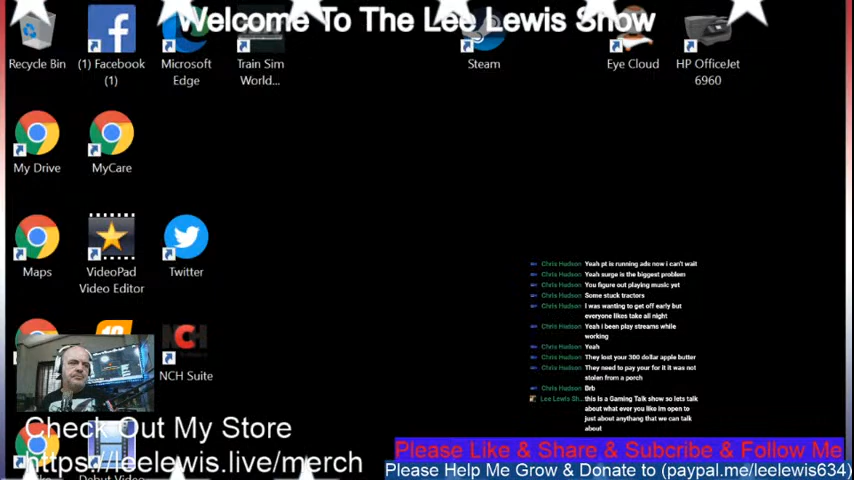 Welcome To The Lee Lewis Show
Recycle Bin
(1) Facebook
(1)
Microsoft
Edge
Train Sim
World...
Steam
Eye Cloud
HP OfficeJet
6960
My Drive
MyCare
Maps
VideoPad
Video Editor
Twitter
NCH
NCH Suite
Chris Hudson Yeah pt is running ads now i can't wait
Chris Hudson Yeah surge is the biggest problem
Chris Hudson You figure out playing music yet
Chris Hudson Some stuck tractors
Chris Hudson I was wanting to get off early but
everyone likes take all night
Chris Hudson Yeah i been play streams while
working
Chris Hudson Yeah
Chris Hudson They lost your 300 dollar apple butter
Chris Hudson They need to pay your for it it was not
stolen from a porch
Chris Hudson Brb
Lee Lewis Sh... this is a Gaming Talk show so lets talk
about what ever you like im open to
just about anythang that we can talk
about
Check Out My Store
https://leelewis.live/merch
Please Like & Share & Subcribe & Follow Me
Please Help Me Grow & Donate to (paypal.me/leelewis634)